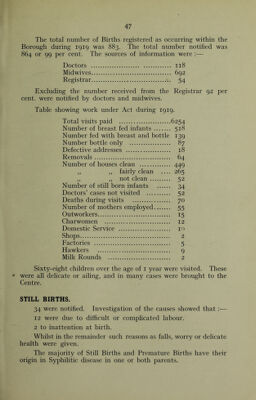 47
The total number of Births registered as occurring within the
Borough during 1919 was 883. The total number notified was
864 or 99 per cent. The sources of information were :—
Doctors ........................ 118
Midwives........................ 692
Registrar........................ 54
Excluding the number received from the Registrar 92 per
cent. were notified by doctors and midwives.
Table showing work under Act during 1919.
Total visits paid ..................6254
Number of breast fed infants ...... 518
Number fed with breast and bottle 139
Number bottle only ............ 87
Defective addresses ............ 18
Removals ........................ 64
Number of houses clean ............ 449
„ „ fairly clean .... 265
„ „ not clean ....... 52
Number of still born infants ...... 34
Doctors' cases not visited ......... 52
Deaths during visits ............ 70
Number of mothers employed....... 55
Outworkers........................ 15
Charwomen ..................... 12
Domestic Service .................. 10
Shops............................ 2
Factories ........................ 5
Hawkers ........................ 9
Milk Rounds ..................... 2
Sixty-eight children over the age of 1 year were visited. These
were all delicate or ailing, and in many cases were brought to the
Centre.
STILL BIRTHS.
34 were notified. Investigation of the causes showed that :—
12 were due to difficult or complicated labour.
2 to inattention at birth.
Whilst in the remainder such reasons as falls, worry or delicate
health were given.
The majority of Still Births and Premature Births have their
origin in Syphilitic disease in one or both parents.